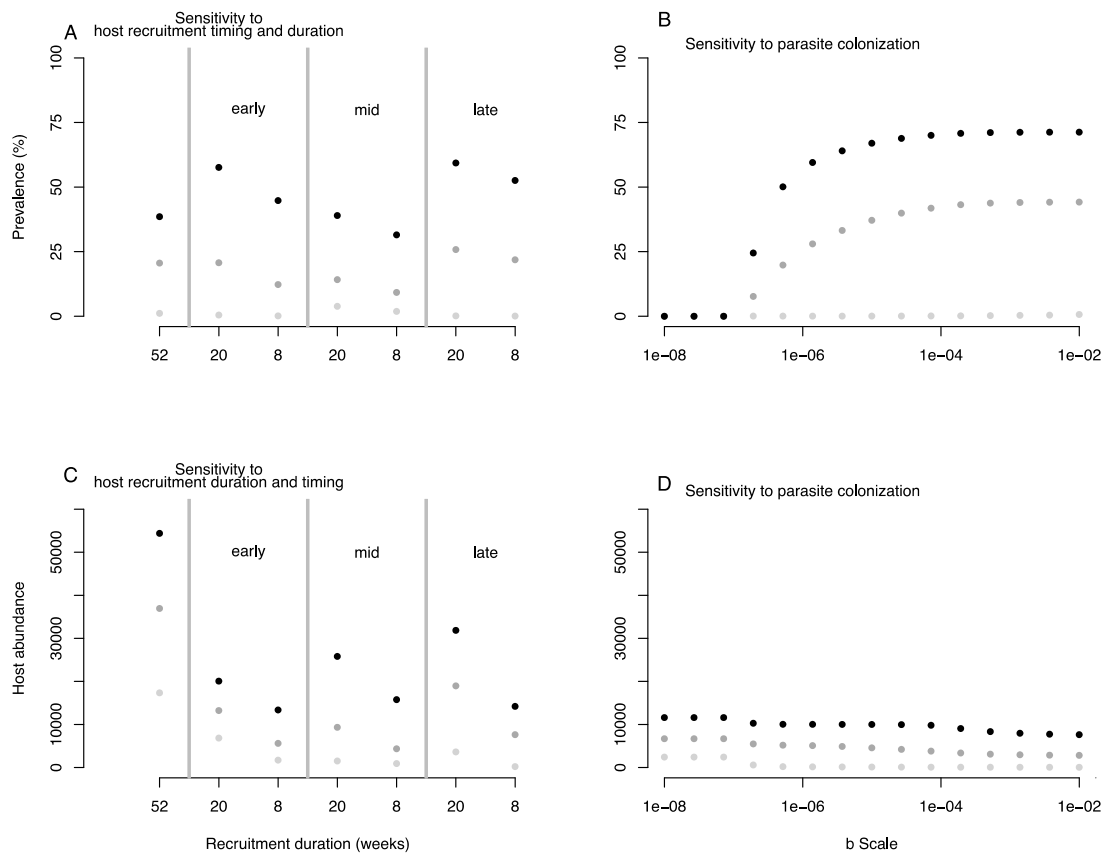 A
Sensitivity to
host recruitment timing and duration
Prevalence (%)
100
75
50
25
0
early
mid
late
52
20
8
20
8
20
8
B
Sensitivity to parasite colonization
100
75
50
25
0
1e−08
1e−06
1e−04
1e−02
C
Sensitivity to
host recruitment duration and timing
Host abundance
50000
30000
10000
0
early
mid
late
52
20
8
20
8
20
8
Recruitment duration (weeks)
D
Sensitivity to parasite colonization
50000
30000
10000
0
1e−08
1e−06
1e−04
1e−02
b Scale